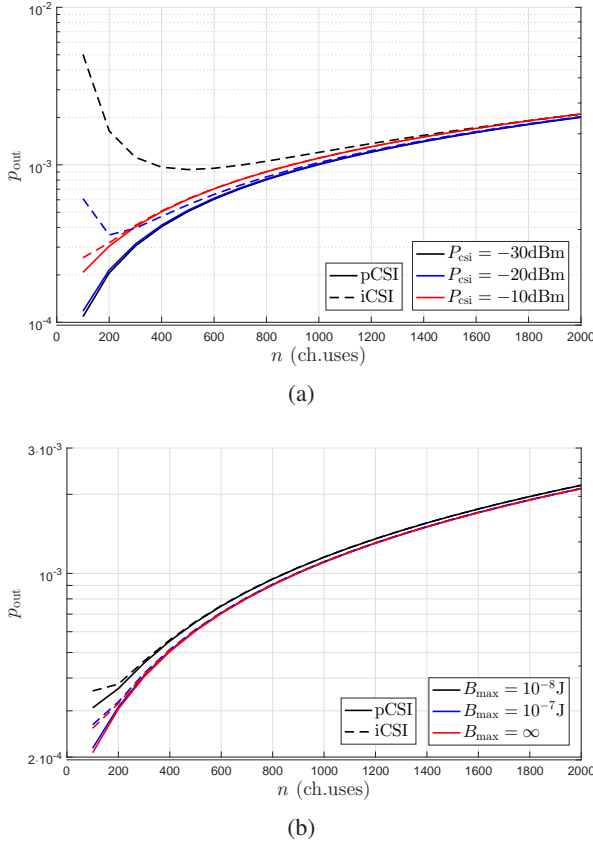 10^-2
10^-3
10^-4
p_out
0 200 400 600 800 1000 1200 1400 1600 1800 2000
n (ch.uses)
pCSI
iCSI
P_csi = −30dBm
P_csi = −20dBm
P_csi = −10dBm
(a)
3·10^-3
10^-3
2·10^-4
p_out
0 200 400 600 800 1000 1200 1400 1600 1800 2000
n (ch.uses)
pCSI
iCSI
B_max = 10^−8J
B_max = 10^−7J
B_max = ∞
(b)